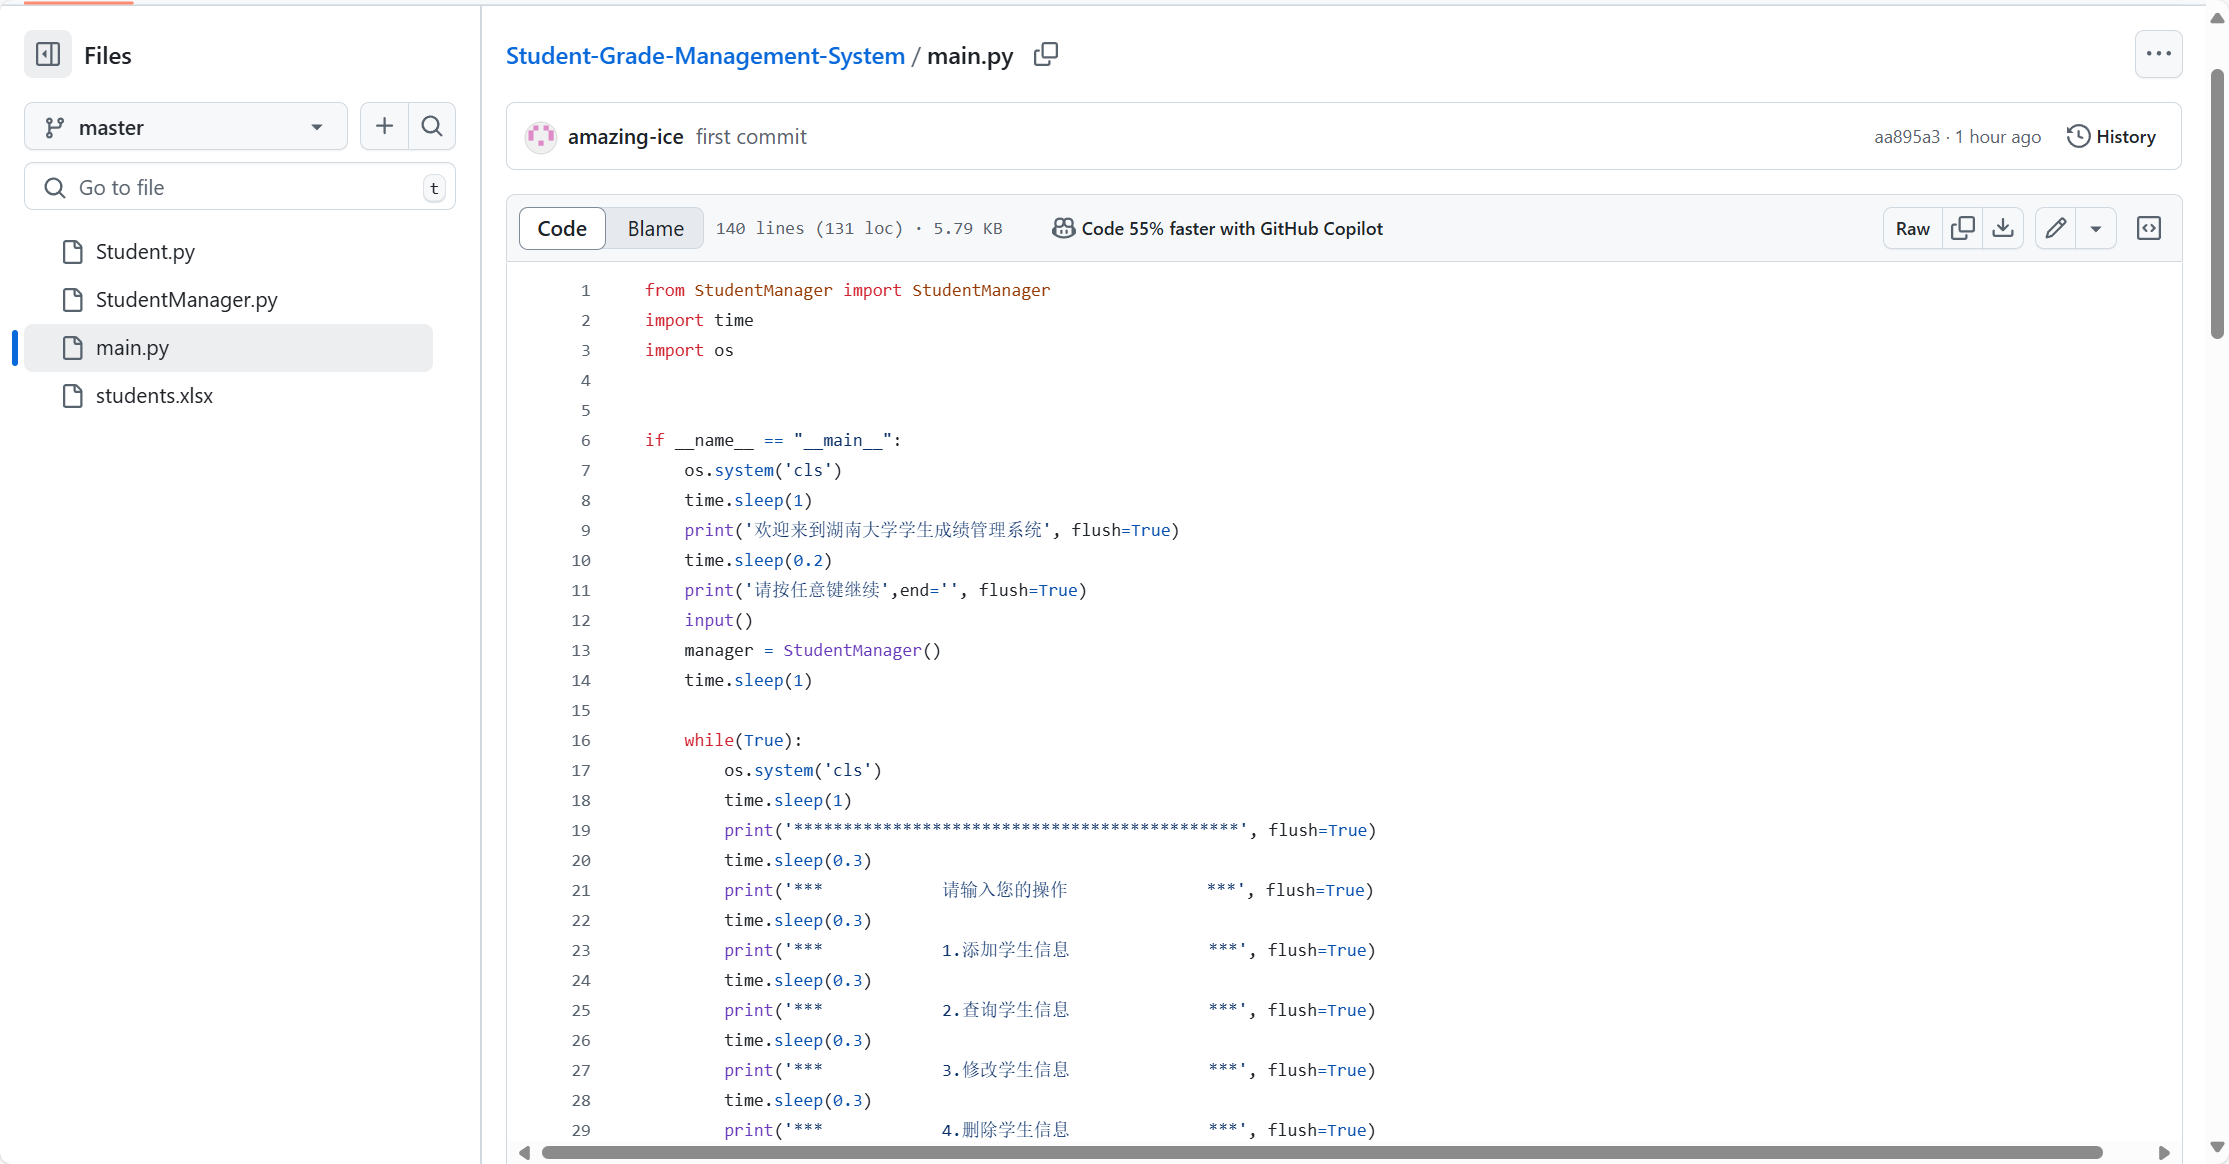 Files
master
Go to file
t
Student.py
StudentManager.py
main.py
students.xlsx
Student-Grade-Management-System / main.py
amazing-ice first commit
aa895a3 · 1 hour ago
History
Code
Blame
140 lines (131 loc) · 5.79 KB
Code 55% faster with GitHub Copilot
Raw
1 from StudentManager import StudentManager
2 import time
3 import os
4
5
6 if __name__ == "__main__":
7     os.system('cls')
8     time.sleep(1)
9     print('欢迎来到湖南大学学生成绩管理系统', flush=True)
10     time.sleep(0.2)
11     print('请按任意键继续',end='', flush=True)
12     input()
13     manager = StudentManager()
14     time.sleep(1)
15
16     while(True):
17         os.system('cls')
18         time.sleep(1)
19         print('*********************************************', flush=True)
20         time.sleep(0.3)
21         print('***            请输入您的操作              ***', flush=True)
22         time.sleep(0.3)
23         print('***            1.添加学生信息              ***', flush=True)
24         time.sleep(0.3)
25         print('***            2.查询学生信息              ***', flush=True)
26         time.sleep(0.3)
27         print('***            3.修改学生信息              ***', flush=True)
28         time.sleep(0.3)
29         print('***            4.删除学生信息              ***', flush=True)